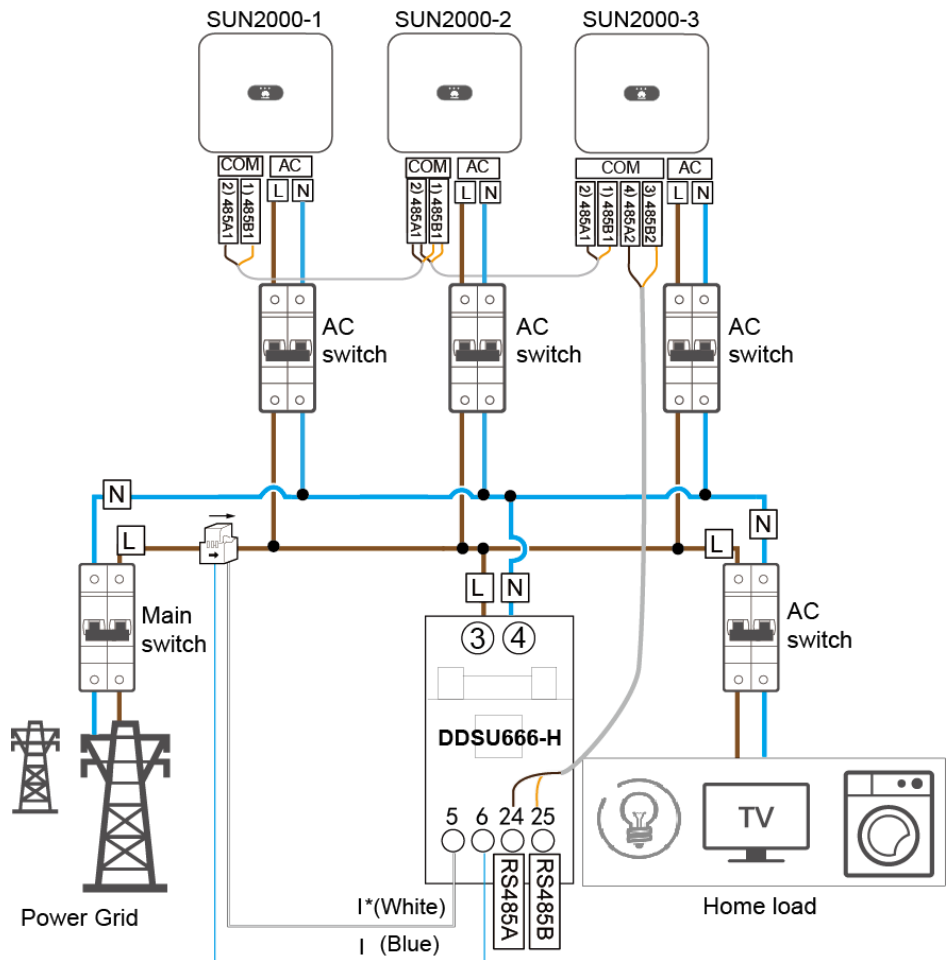 SUN2000-1
SUN2000-2
SUN2000-3
COM
AC
COM
AC
COM
AC
2) 485A1
1) 485B1
L
N
2) 485A1
1) 485B1
L
N
2) 485A1
1) 485B1
4) 485A2
3) 485B2
L
N
AC
switch
AC
switch
AC
switch
N
L
L
N
Main
switch
L
N
3
4
AC
switch
DDSU666-H
5
6
24
25
RS485A
RS485B
TV
I*(White)
I (Blue)
Power Grid
Home load